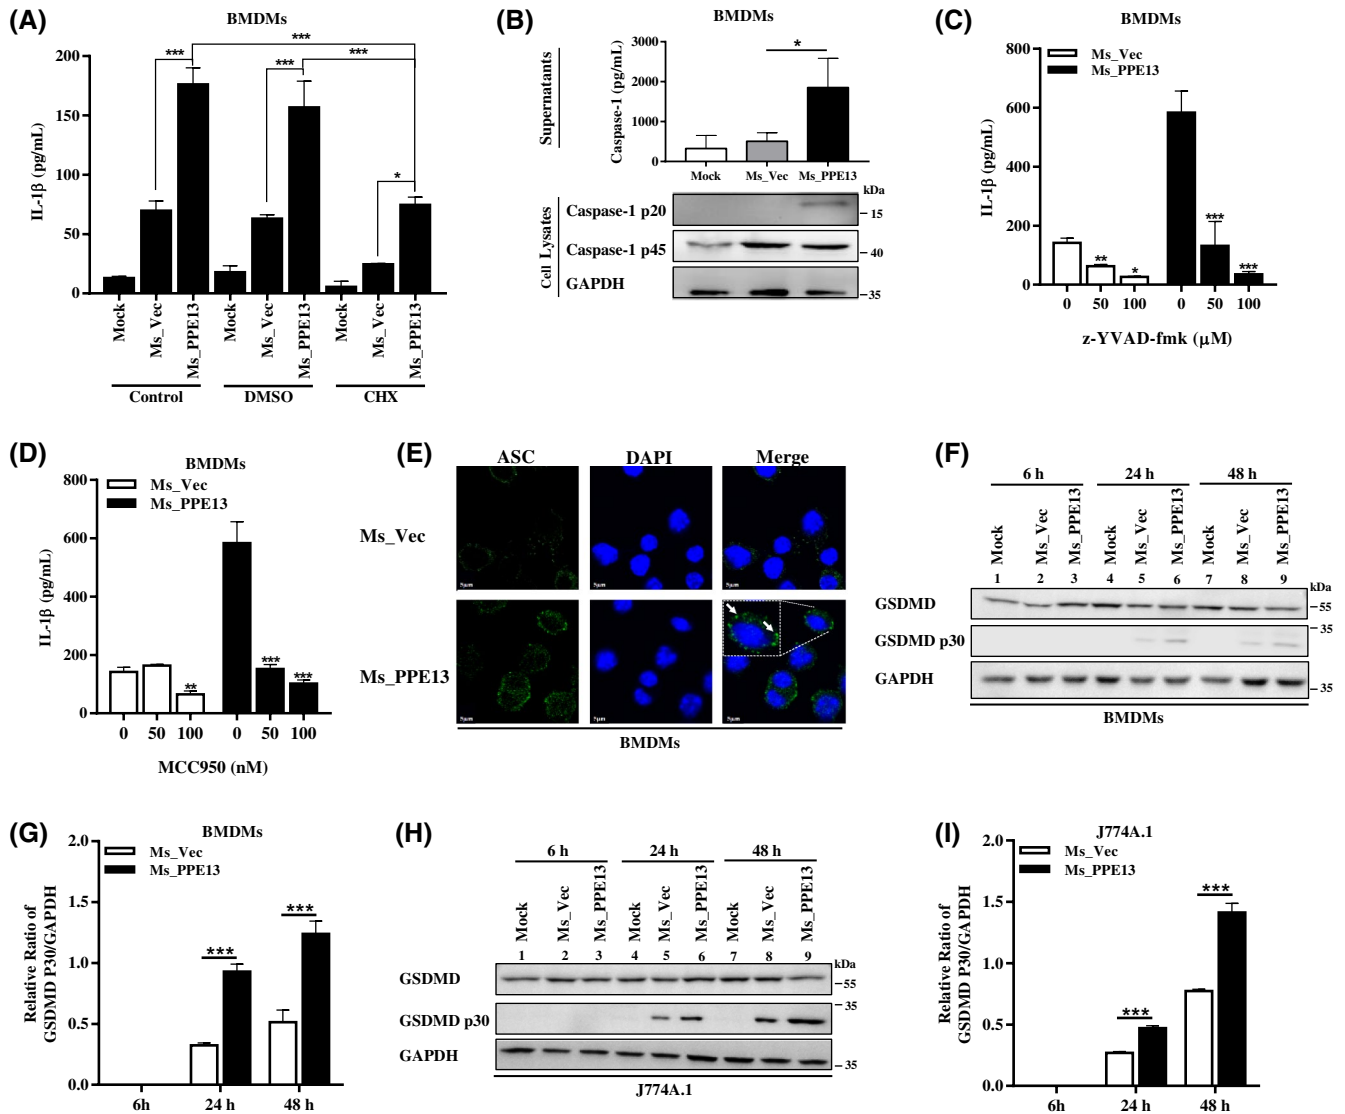 (A)
BMDMs
IL-1β (pg/mL)
200
150
100
50
0
***
***
***
***
*
Mock
Ms_Vec
Ms_PPE13
Mock
Ms_Vec
Ms_PPE13
Mock
Ms_Vec
Ms_PPE13
Control
DMSO
CHX
(B)
BMDMs
Supernatants
Caspase-1 (pg/mL)
3000
2000
1000
0
*
Mock
Ms_Vec
Ms_PPE13
kDa
Cell Lysates
Caspase-1 p20
15
Caspase-1 p45
40
GAPDH
35
(C)
BMDMs
Ms_Vec
Ms_PPE13
IL-1β (pg/mL)
800
600
400
200
0
**
*
***
***
0 50 100 0 50 100
z-YVAD-fmk (μM)
(D)
BMDMs
Ms_Vec
Ms_PPE13
IL-1β (pg/mL)
800
600
400
200
0
**
***
***
0 50 100 0 50 100
MCC950 (nM)
(E)
ASC DAPI Merge
Ms_Vec
5μm 5μm 5μm
Ms_PPE13
5μm 5μm 5μm
BMDMs
(F)
6 h 24 h 48 h
Mock
Ms_Vec
Ms_PPE13
Mock
Ms_Vec
Ms_PPE13
Mock
Ms_Vec
Ms_PPE13
1 2 3 4 5 6 7 8 9
kDa
GSDMD
55
35
GSDMD p30
GAPDH
35
BMDMs
(G)
BMDMs
Ms_Vec
Ms_PPE13
Relative Ratio of
GSDMD P30/GAPDH
2.0
1.5
1.0
0.5
0.0
***
***
6h 24 h 48 h
(H)
6 h 24 h 48 h
Mock
Ms_Vec
Ms_PPE13
Mock
Ms_Vec
Ms_PPE13
Mock
Ms_Vec
Ms_PPE13
1 2 3 4 5 6 7 8 9
kDa
GSDMD
55
35
GSDMD p30
GAPDH
35
J774A.1
(I)
J774A.1
Ms_Vec
Ms_PPE13
Relative Ratio of
GSDMD P30/GAPDH
2.0
1.5
1.0
0.5
0.0
***
***
6h 24 h 48 h